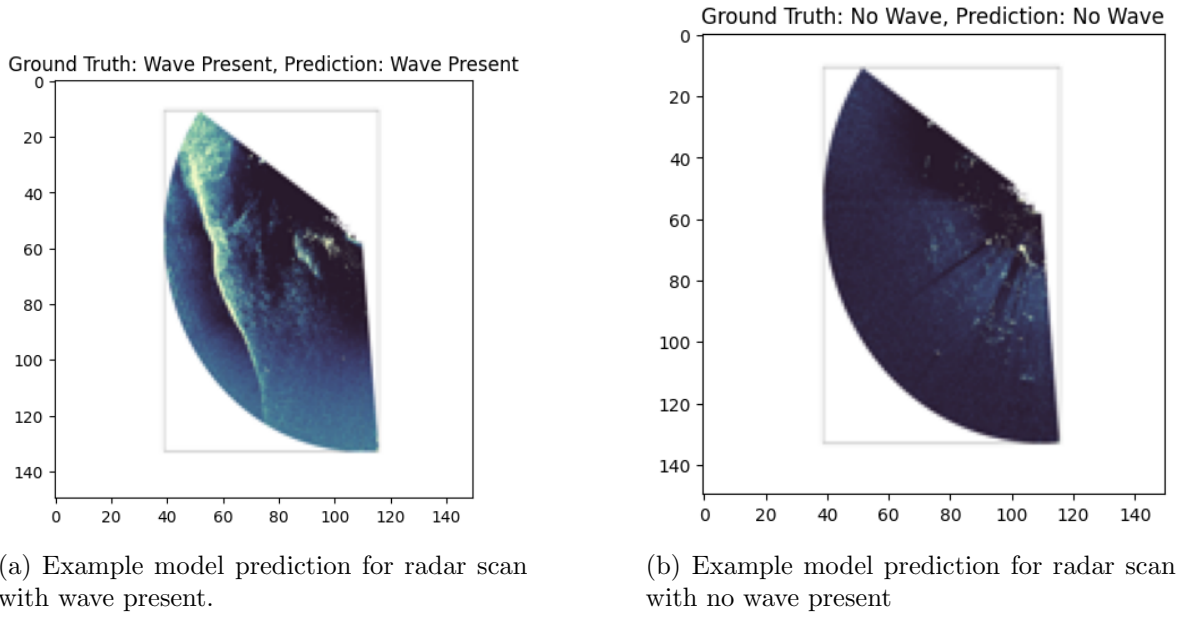 Ground Truth: Wave Present, Prediction: Wave Present
0
20
40
60
80
100
120
140
0 20 40 60 80 100 120 140
(a) Example model prediction for radar scan
with wave present.
Ground Truth: No Wave, Prediction: No Wave
0
20
40
60
80
100
120
140
0 20 40 60 80 100 120 140
(b) Example model prediction for radar scan
with no wave present